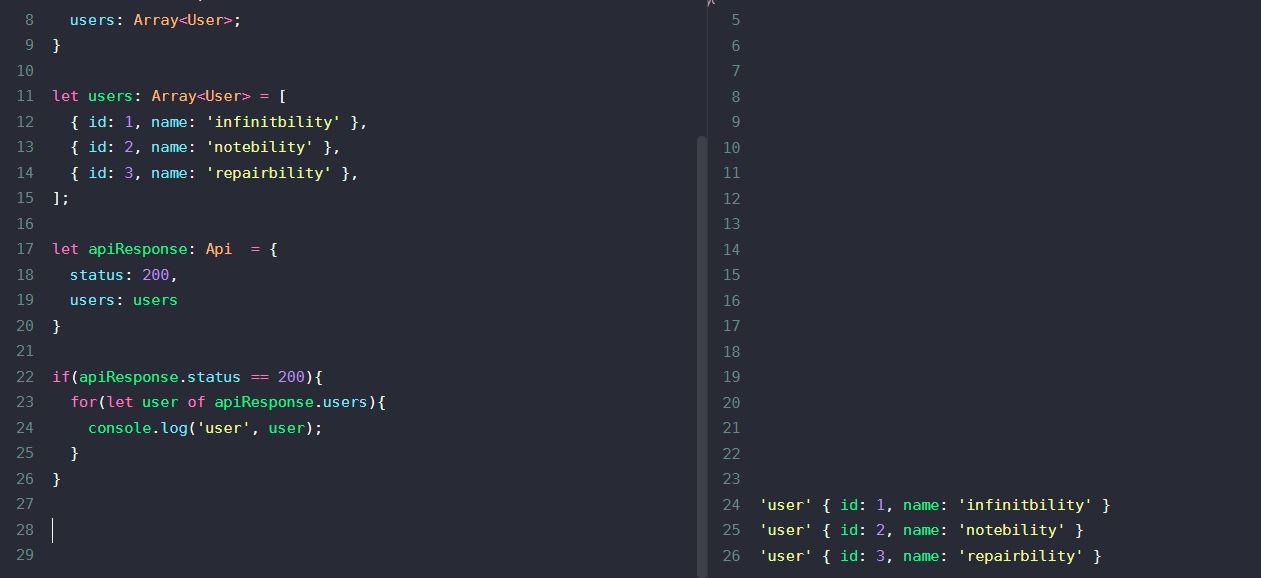 8 users: Array<User>;
9 }
10
11 let users: Array<User> = [
12 { id: 1, name: 'infinitbility' },
13 { id: 2, name: 'notebility' },
14 { id: 3, name: 'repairbility' },
15 ];
16
17 let apiResponse: Api  = {
18 status: 200,
19 users: users
20 }
21
22 if(apiResponse.status == 200){
23 for(let user of apiResponse.users){
24 console.log('user', user);
25 }
26 }
27
28
29
5
6
7
8
9
10
11
12
13
14
15
16
17
18
19
20
21
22
23
24 'user' { id: 1, name: 'infinitbility' }
25 'user' { id: 2, name: 'notebility' }
26 'user' { id: 3, name: 'repairbility' }